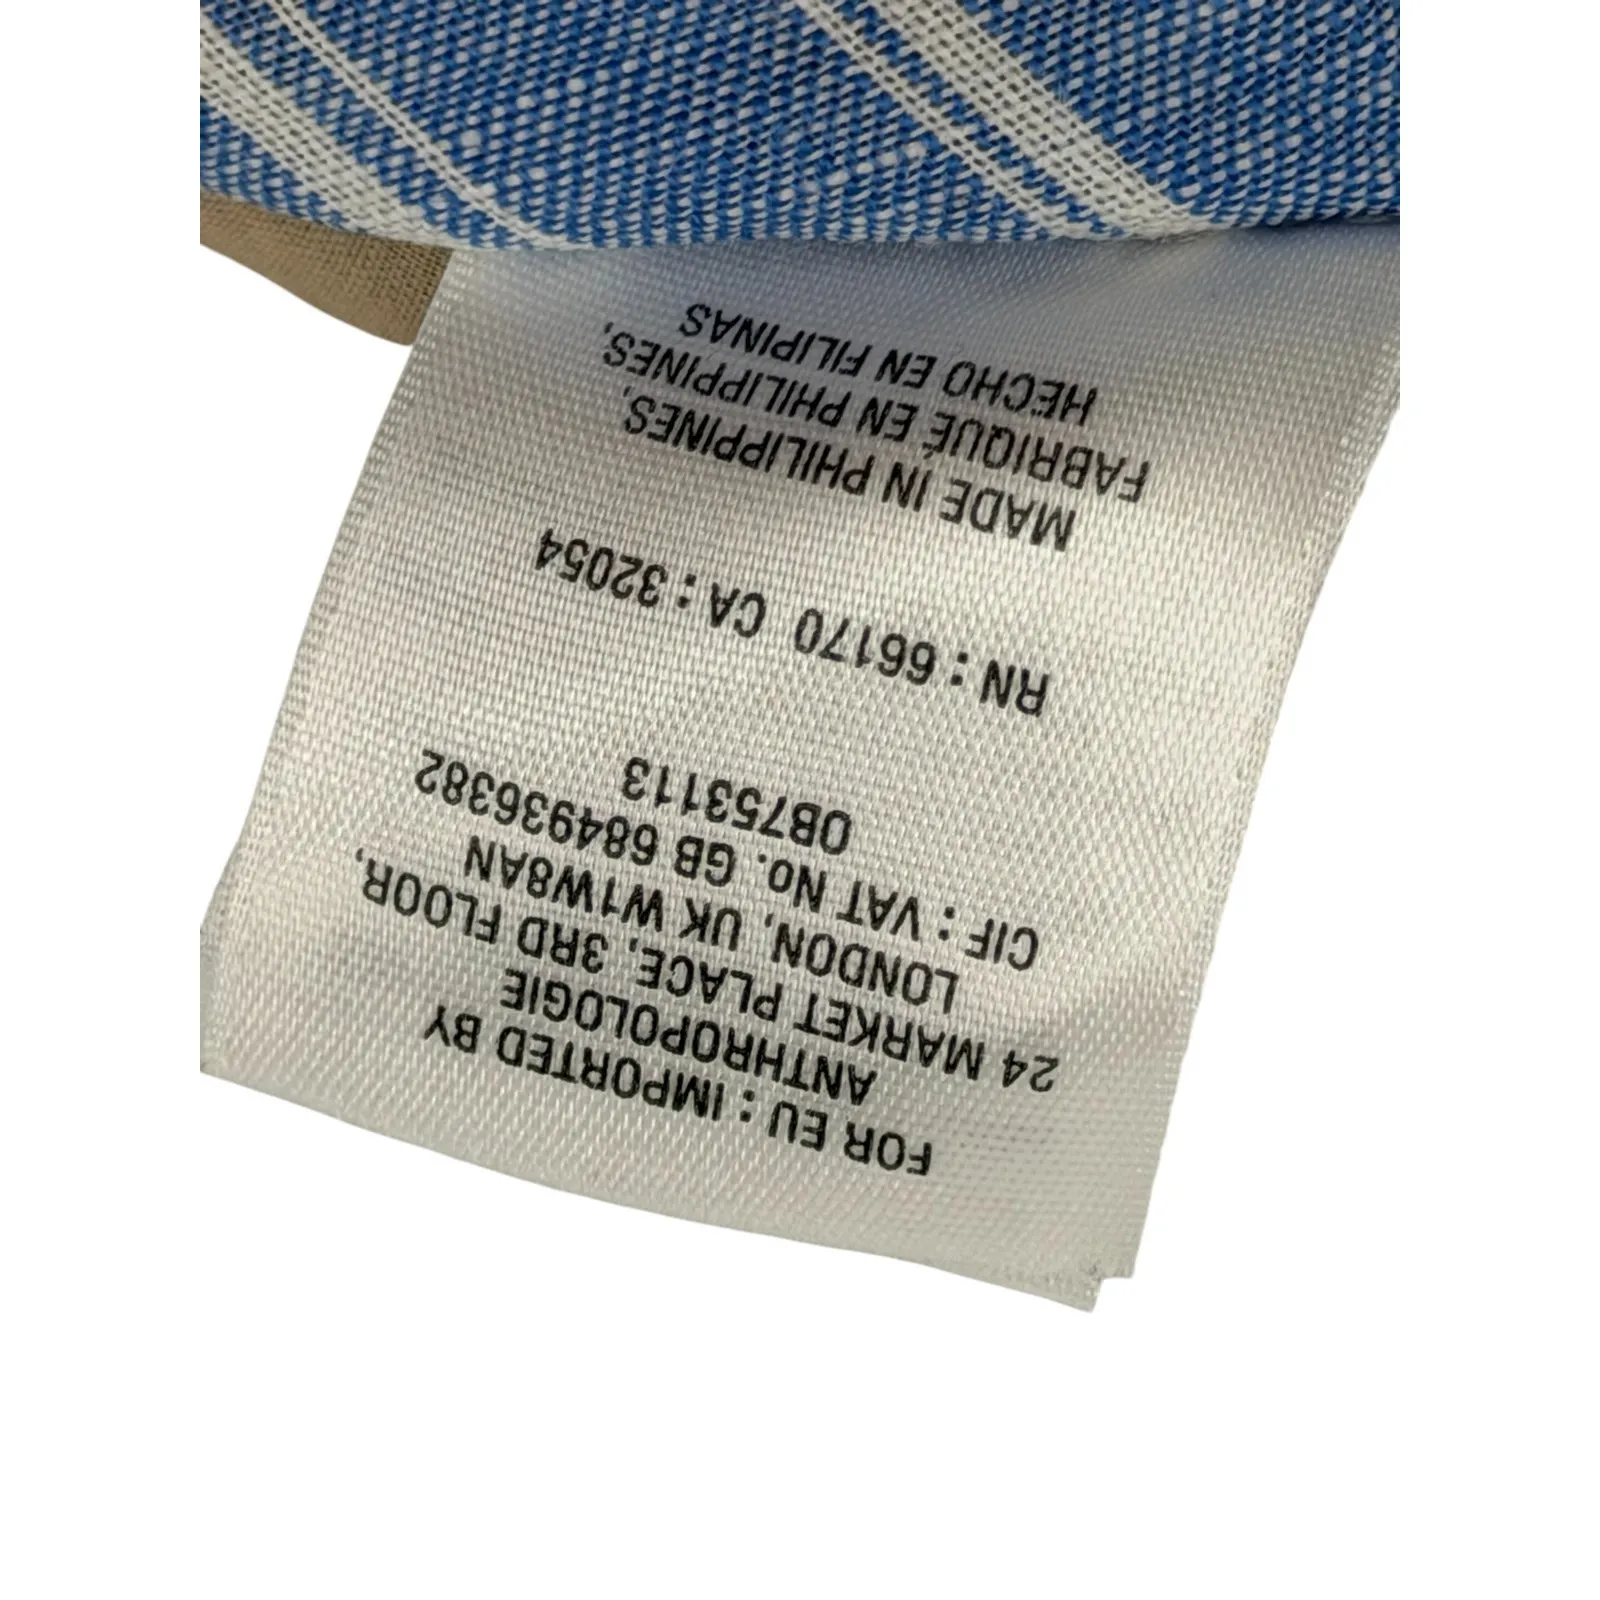 FOR EU : IMPORTED BY
ANTHROPOLOGIE
24 MARKET PLACE, 3RD FLOOR,
LONDON, UK W1W8AN
CIF : VAT No. GB 684936382
0B753113
RN : 66170 CA : 32054
MADE IN PHILIPPINES,
FABRIQUÉ EN PHILIPPINES,
HECHO EN FILIPINAS